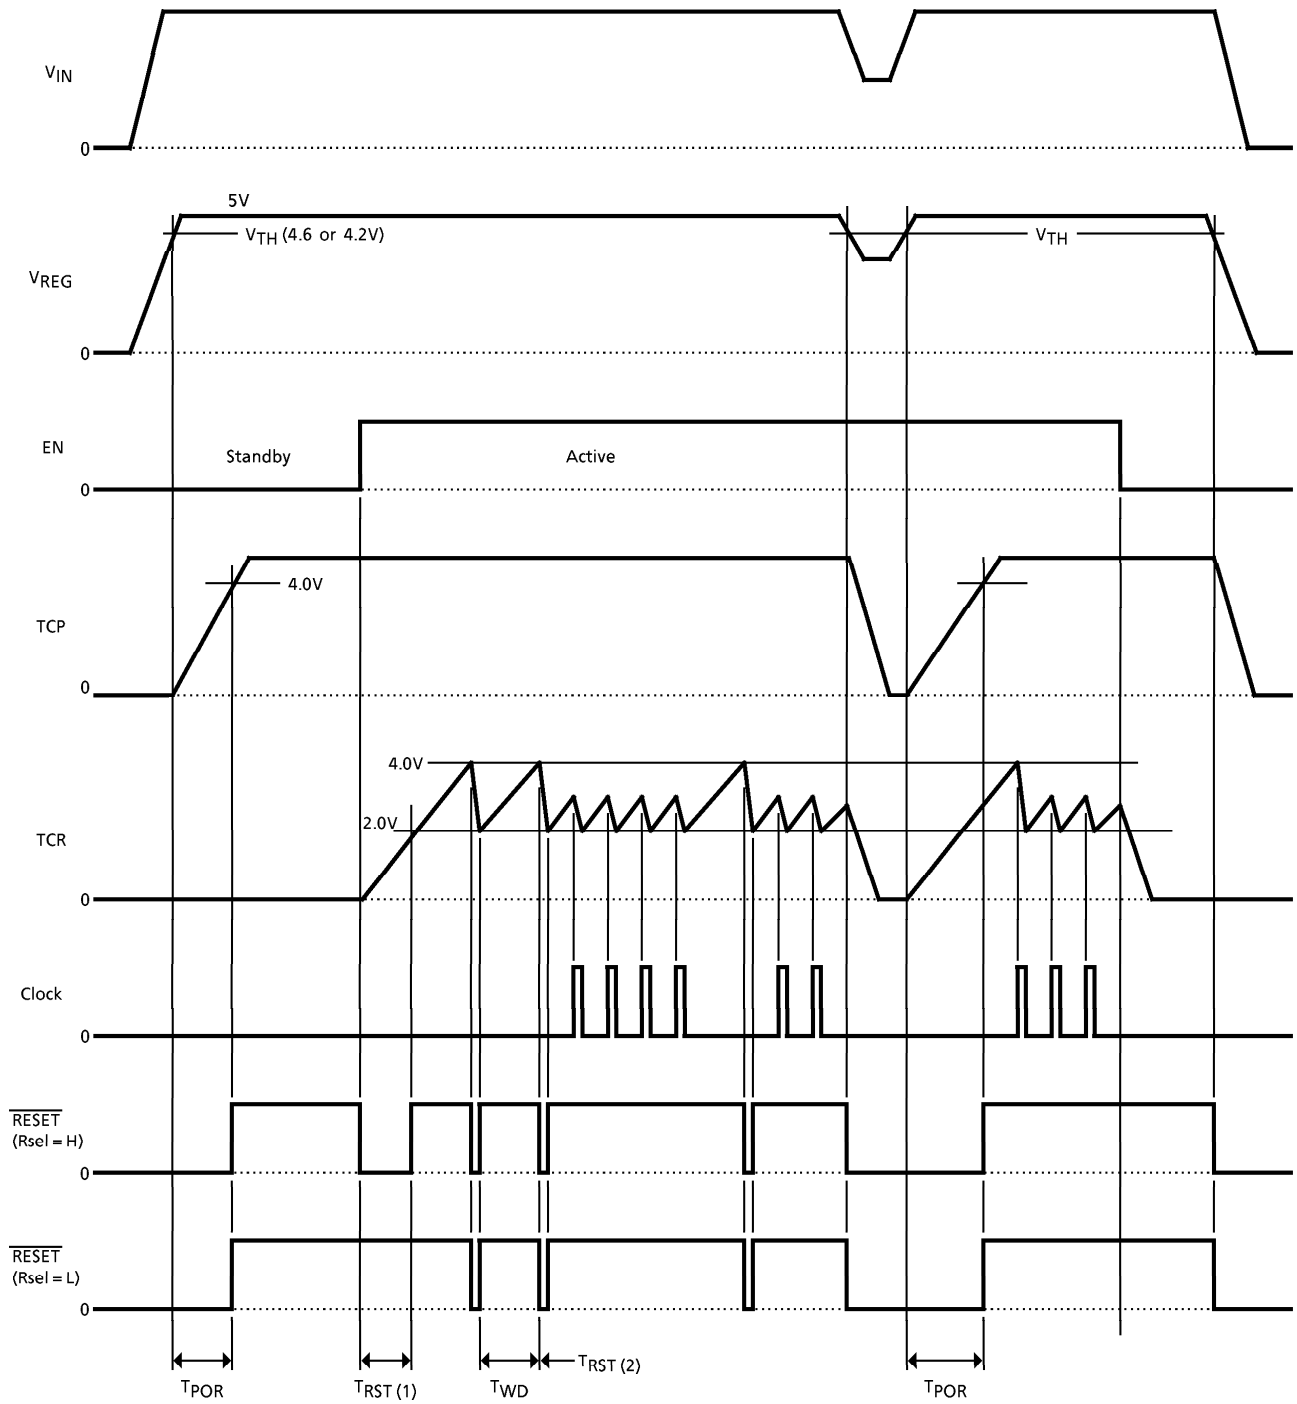 VIN
0
5V
VTH (4.6 or 4.2V)
VTH
VREG
0
EN
Standby
Active
0
4.0V
TCP
0
4.0V
2.0V
TCR
0
Clock
0
RESET
(Rsel = H)
0
RESET
(Rsel = L)
0
TRST (2)
TPOR
TRST (1)
TWD
TPOR